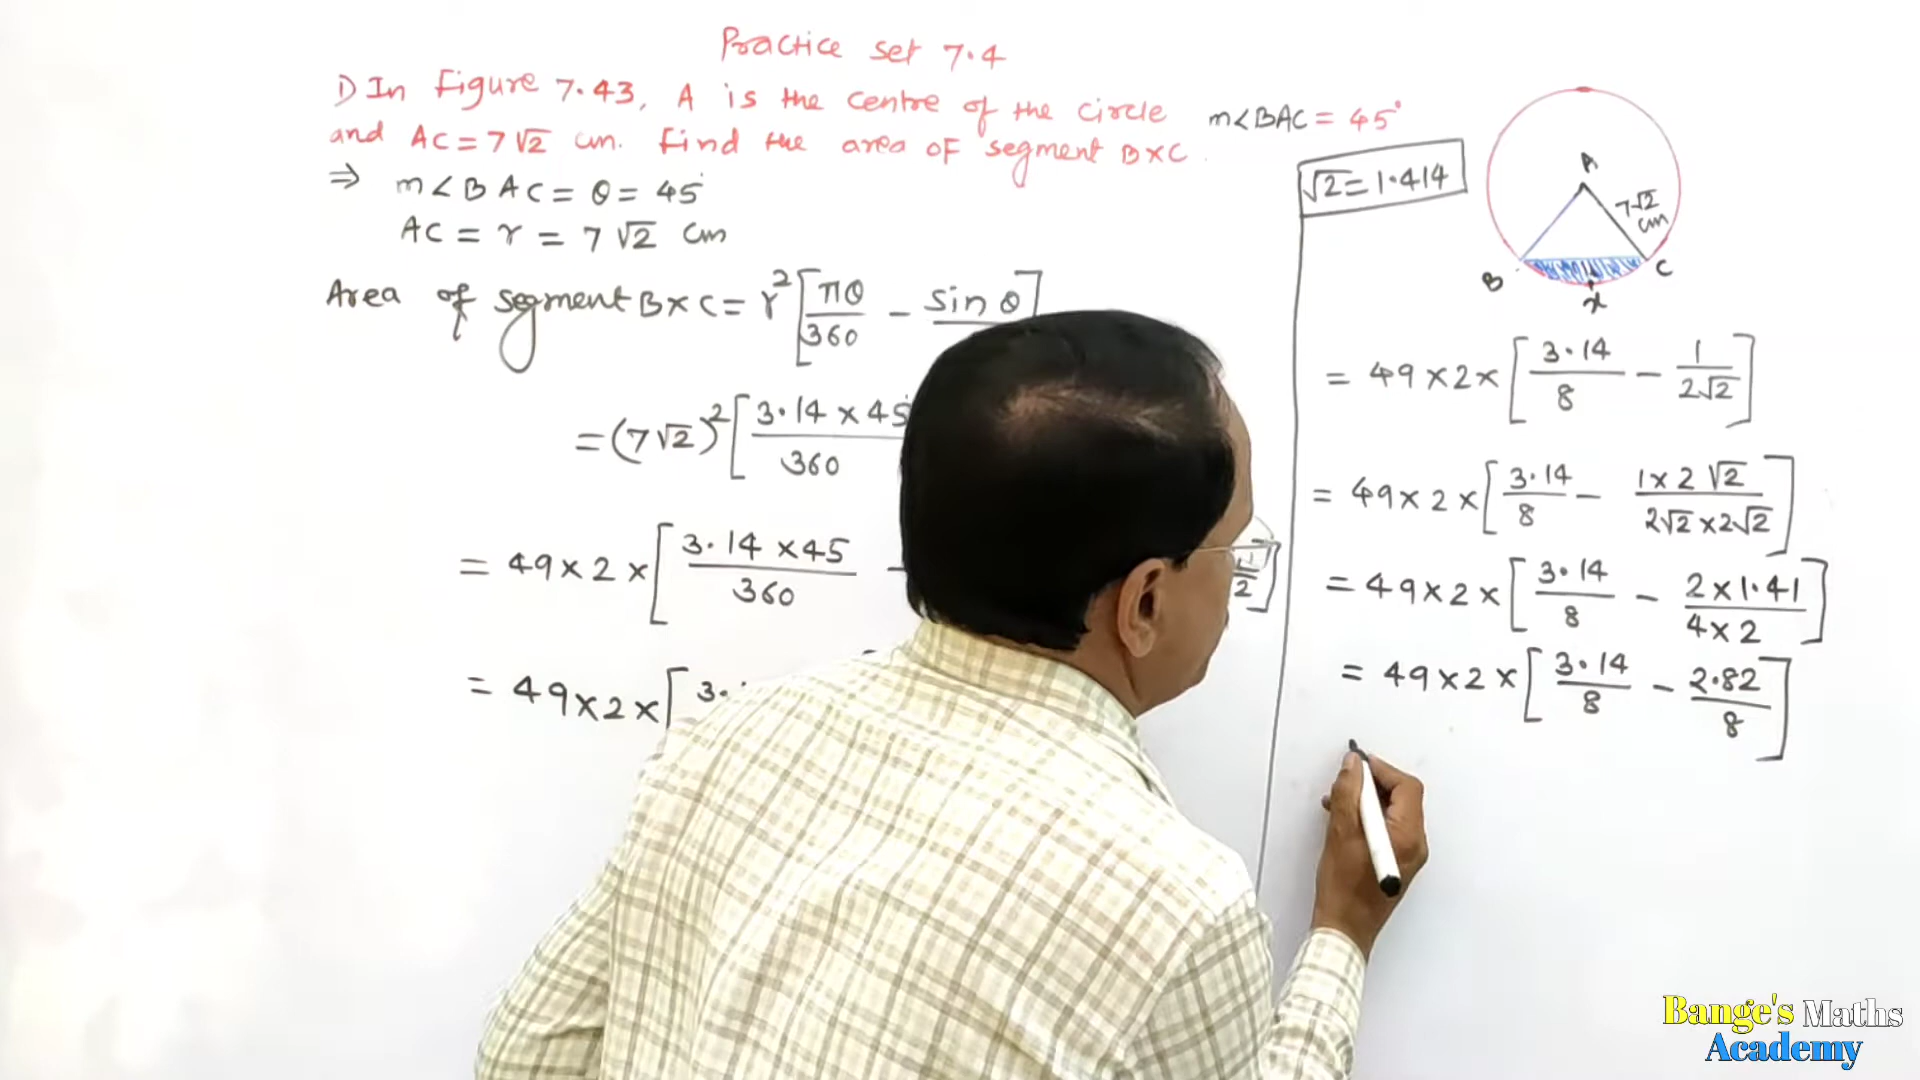 Practice set 7.4
1) In Figure 7.43, A is the centre of the circle
and AC = 7√2 cm. Find the area of segment BXC.
m∠BAC = 45°
⇒ m∠BAC = θ = 45°
AC = r = 7√2 cm
Area of segment BXC = r² [πθ/360 - sin θ
= (7√2)² [3.14 × 45/360
= 49 × 2 × [3.14 × 45/360 -
= 49 × 2 × [3.
√2 = 1.414
A
7√2
cm
B
C
x
= 49 × 2 × [3.14/8 - 1/2√2]
= 49 × 2 × [3.14/8 - 1 × 2√2/2√2 × 2√2]
= 49 × 2 × [3.14/8 - 2 × 1.41/4 × 2]
= 49 × 2 × [3.14/8 - 2.82/8]
Bange's Maths
Academy